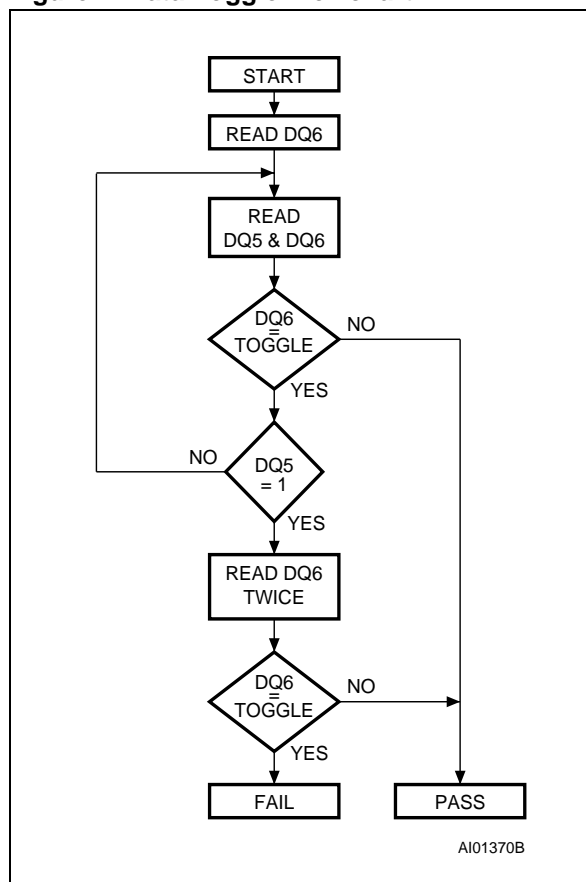 START
READ DQ6
READ
DQ5 & DQ6
DQ6
=
TOGGLE
NO
YES
NO
DQ5
= 1
YES
READ DQ6
TWICE
DQ6
=
TOGGLE
NO
YES
FAIL
PASS
AI01370B